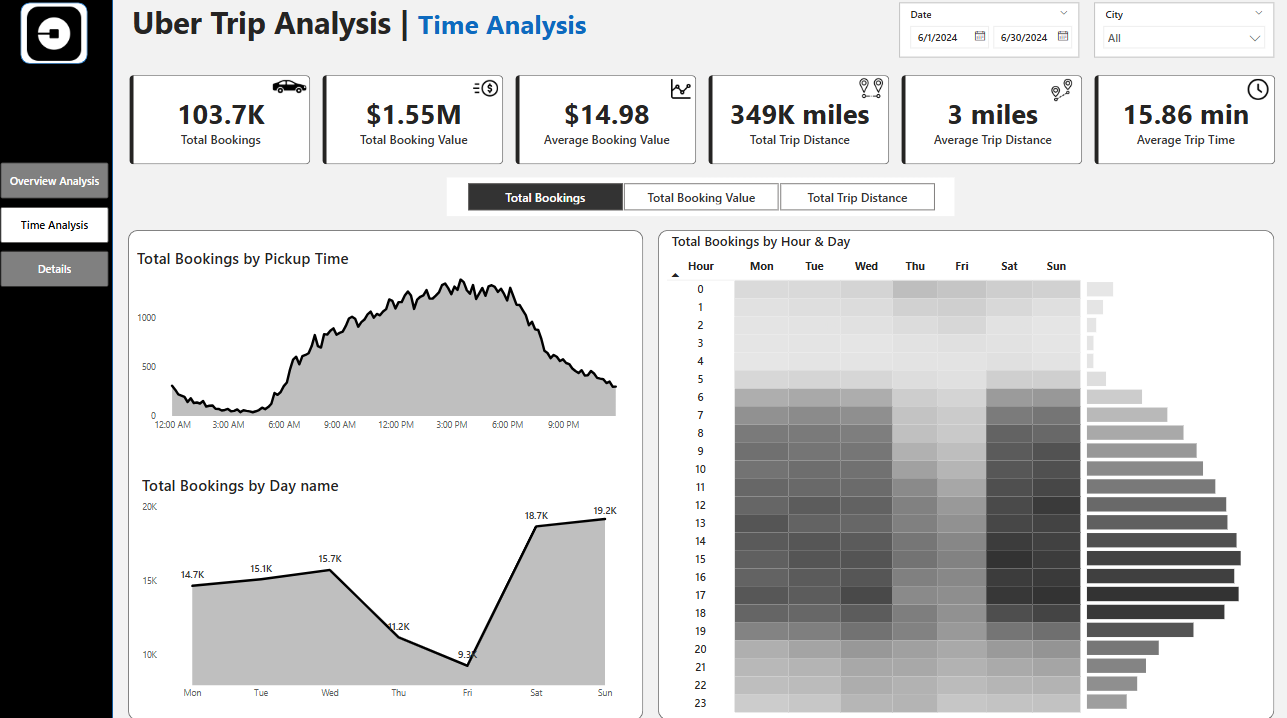 Uber Trip Analysis | Time Analysis
Date
6/1/2024 6/30/2024
City
All
103.7K
Total Bookings
$1.55M
Total Booking Value
$14.98
Average Booking Value
349K miles
Total Trip Distance
3 miles
Average Trip Distance
15.86 min
Average Trip Time
Overview Analysis
Time Analysis
Details
Total Bookings Total Booking Value Total Trip Distance
Total Bookings by Pickup Time
1000
500
0
12:00 AM 3:00 AM 6:00 AM 9:00 AM 12:00 PM 3:00 PM 6:00 PM 9:00 PM
Total Bookings by Day name
20K
15K
10K
14.7K 15.1K 15.7K 11.2K 9.3K 18.7K 19.2K
Mon Tue Wed Thu Fri Sat Sun
Total Bookings by Hour & Day
Hour Mon Tue Wed Thu Fri Sat Sun
0
1
2
3
4
5
6
7
8
9
10
11
12
13
14
15
16
17
18
19
20
21
22
23